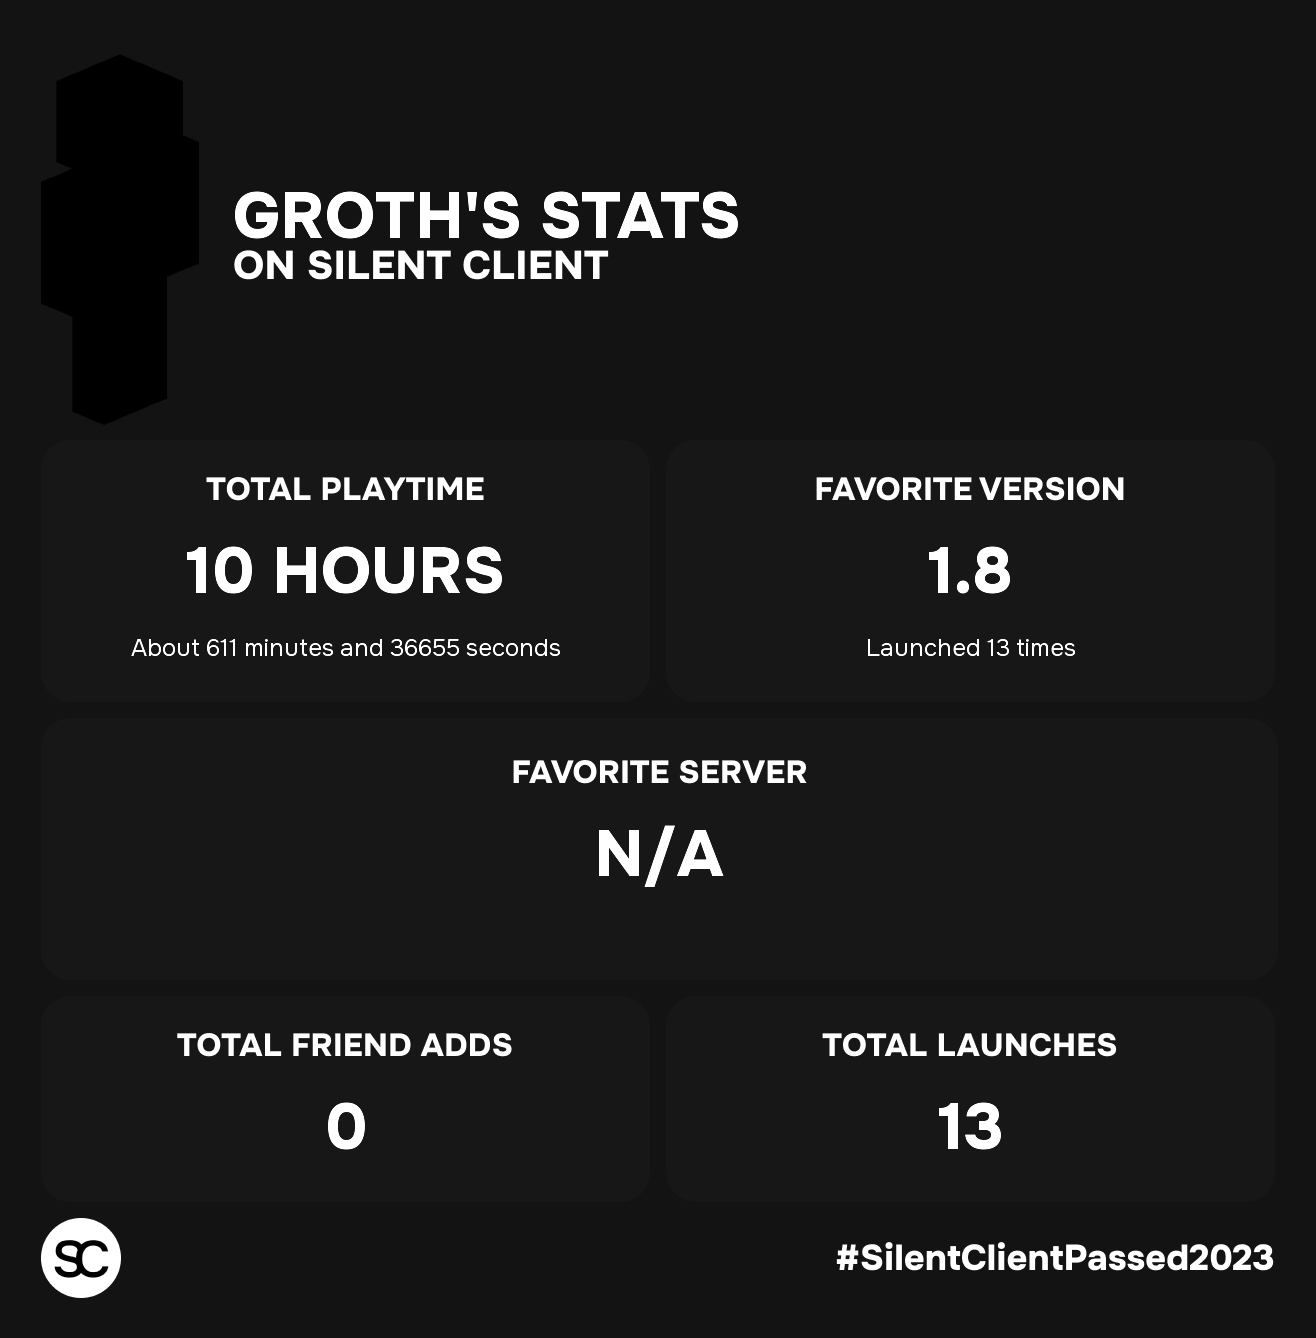 GROTH'S STATS
ON SILENT CLIENT
TOTAL PLAYTIME
10 HOURS
About 611 minutes and 36655 seconds
FAVORITE VERSION
1.8
Launched 13 times
FAVORITE SERVER
N/A
TOTAL FRIEND ADDS
0
TOTAL LAUNCHES
13
SC
#SilentClientPassed2023